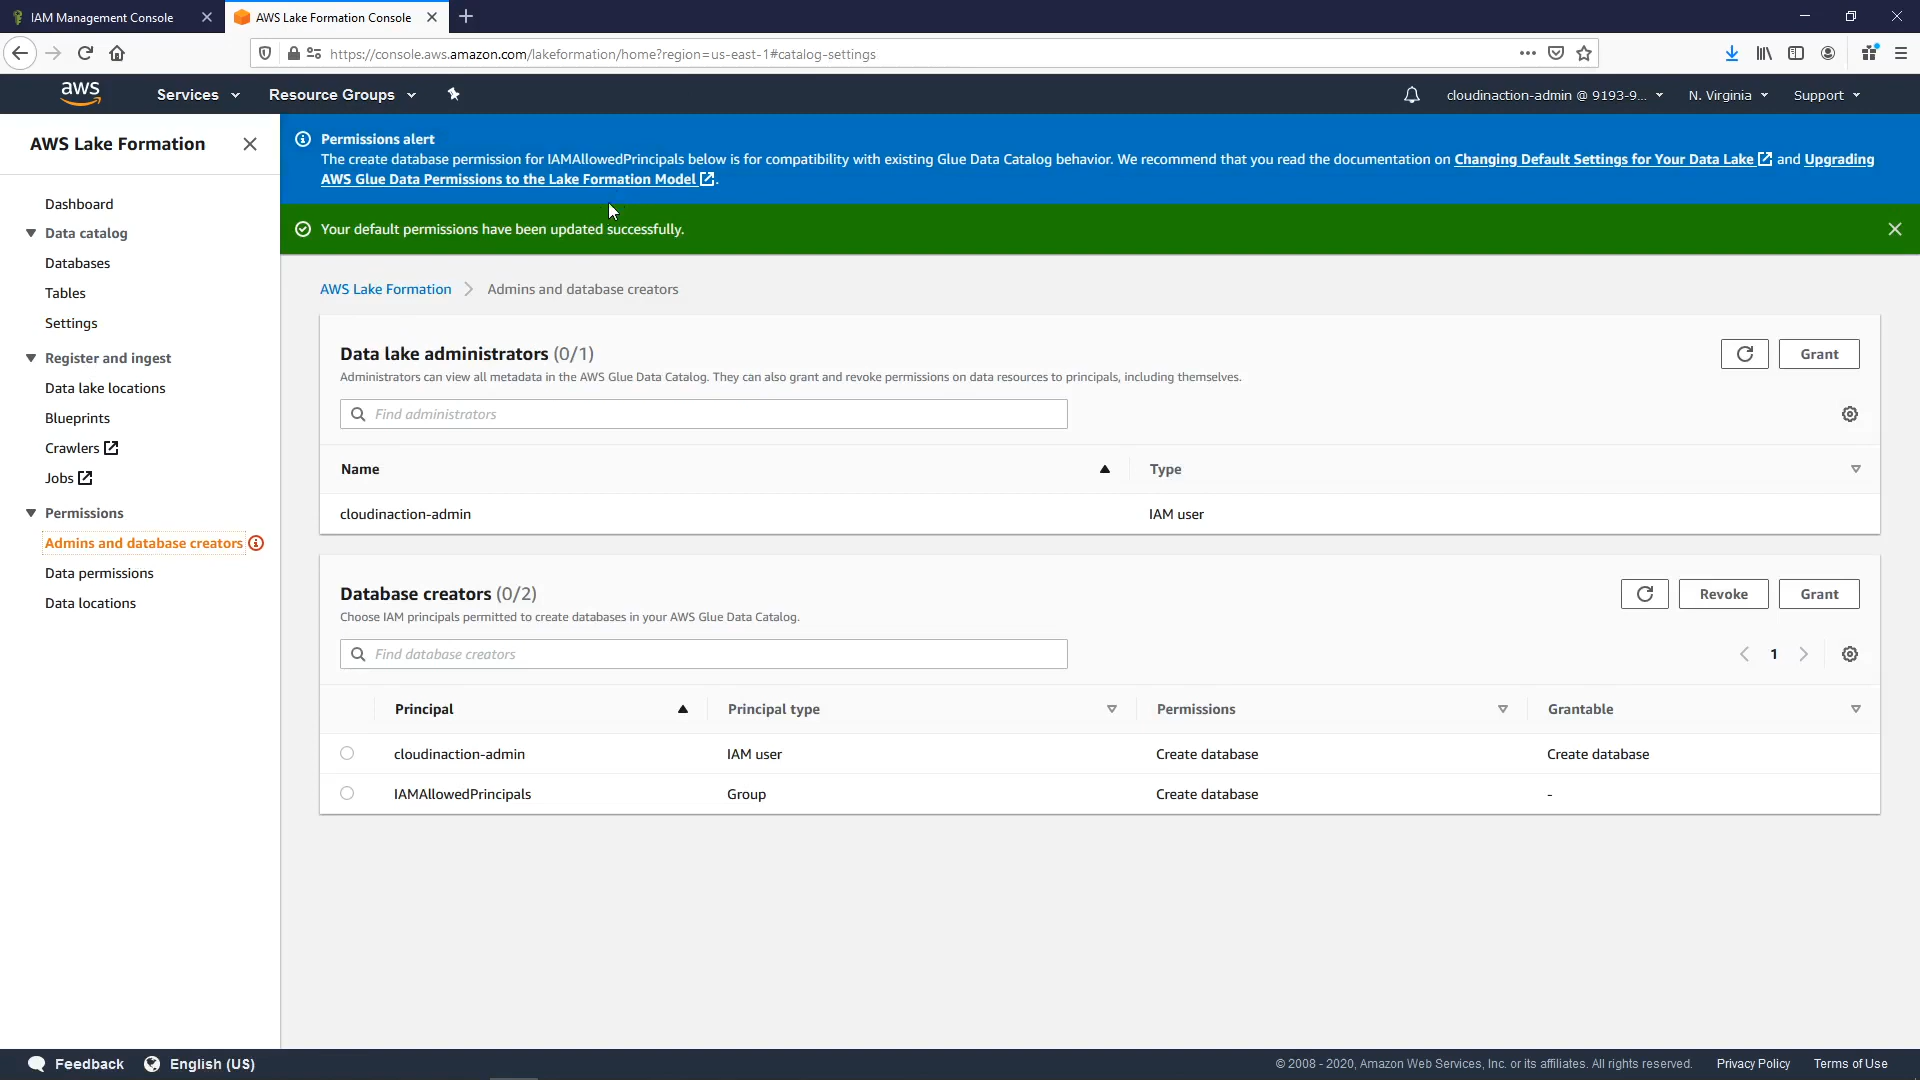 IAM Management Console
AWS Lake Formation Console
https://console.aws.amazon.com/lakeformation/home?region=us-east-1#catalog-settings
aws
Services
Resource Groups
cloudinaction-admin @ 9193-9...
N. Virginia
Support
AWS Lake Formation
Dashboard
Data catalog
Databases
Tables
Settings
Register and ingest
Data lake locations
Blueprints
Crawlers
Jobs
Permissions
Admins and database creators
Data permissions
Data locations
Permissions alert
The create database permission for IAMAllowedPrincipals below is for compatibility with existing Glue Data Catalog behavior. We recommend that you read the documentation on Changing Default Settings for Your Data Lake and Upgrading
AWS Glue Data Permissions to the Lake Formation Model.
Your default permissions have been updated successfully.
AWS Lake Formation > Admins and database creators
Data lake administrators (0/1)
Grant
Administrators can view all metadata in the AWS Glue Data Catalog. They can also grant and revoke permissions on data resources to principals, including themselves.
Find administrators
Name Type
cloudinaction-admin IAM user
Database creators (0/2)
Revoke
Grant
Choose IAM principals permitted to create databases in your AWS Glue Data Catalog.
Find database creators
1
Principal Principal type Permissions Grantable
cloudinaction-admin IAM user Create database Create database
IAMAllowedPrincipals Group Create database -
Feedback
English (US)
© 2008 - 2020, Amazon Web Services, Inc. or its affiliates. All rights reserved.
Privacy Policy
Terms of Use